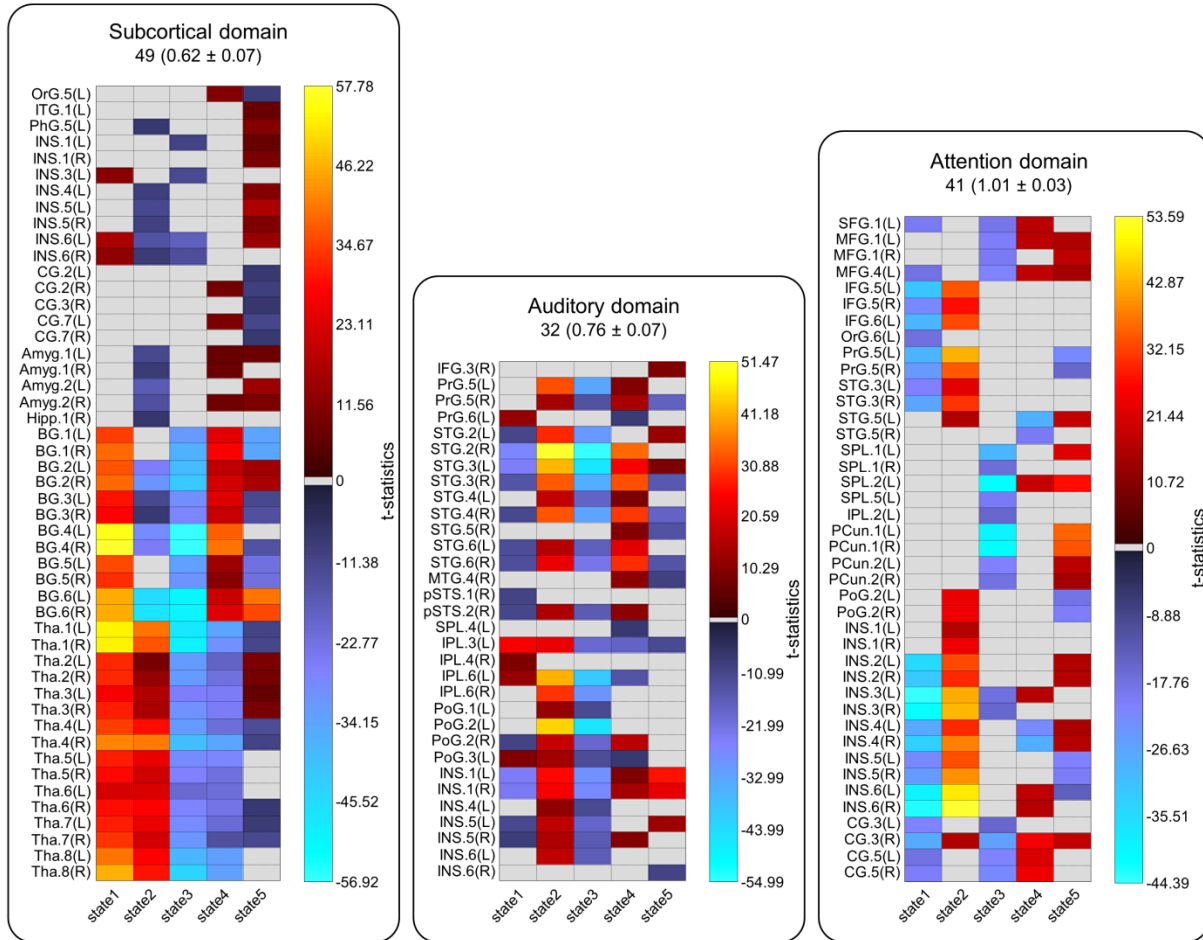 Subcortical domain
49 (0.62 ± 0.07)
OrG.5(L)
ITG.1(L)
PhG.5(L)
INS.1(L)
INS.1(R)
INS.3(L)
INS.4(L)
INS.5(L)
INS.5(R)
INS.6(L)
INS.6(R)
CG.2(L)
CG.2(R)
CG.3(R)
CG.7(L)
CG.7(R)
Amyg.1(L)
Amyg.1(R)
Amyg.2(L)
Amyg.2(R)
Hipp.1(R)
BG.1(L)
BG.1(R)
BG.2(L)
BG.2(R)
BG.3(L)
BG.3(R)
BG.4(L)
BG.4(R)
BG.5(L)
BG.5(R)
BG.6(L)
BG.6(R)
Tha.1(L)
Tha.1(R)
Tha.2(L)
Tha.2(R)
Tha.3(L)
Tha.3(R)
Tha.4(L)
Tha.4(R)
Tha.5(L)
Tha.5(R)
Tha.6(L)
Tha.6(R)
Tha.7(L)
Tha.7(R)
Tha.8(L)
Tha.8(R)
state1 state2 state3 state4 state5
57.78
46.22
34.67
23.11
11.56
0
-11.38
-22.77
-34.15
-45.52
-56.92
t-statistics
Auditory domain
32 (0.76 ± 0.07)
IFG.3(R)
PrG.5(L)
PrG.5(R)
PrG.6(L)
STG.2(L)
STG.2(R)
STG.3(L)
STG.3(R)
STG.4(L)
STG.4(R)
STG.5(R)
STG.6(L)
STG.6(R)
MTG.4(R)
pSTS.1(R)
pSTS.2(R)
SPL.4(L)
IPL.3(L)
IPL.4(R)
IPL.6(L)
IPL.6(R)
PoG.1(L)
PoG.2(L)
PoG.2(R)
PoG.3(L)
INS.1(L)
INS.1(R)
INS.4(L)
INS.5(L)
INS.5(R)
INS.6(L)
INS.6(R)
state1 state2 state3 state4 state5
51.47
41.18
30.88
20.59
10.29
0
-10.99
-21.99
-32.99
-43.99
-54.99
t-statistics
Attention domain
41 (1.01 ± 0.03)
SFG.1(L)
MFG.1(L)
MFG.1(R)
MFG.4(L)
IFG.5(L)
IFG.5(R)
IFG.6(L)
OrG.6(L)
PrG.5(L)
PrG.5(R)
STG.3(L)
STG.3(R)
STG.5(L)
STG.5(R)
SPL.1(L)
SPL.1(R)
SPL.2(L)
SPL.5(L)
IPL.2(L)
PCun.1(L)
PCun.1(R)
PCun.2(L)
PCun.2(R)
PoG.2(L)
PoG.2(R)
INS.1(L)
INS.1(R)
INS.2(L)
INS.2(R)
INS.3(L)
INS.3(R)
INS.4(L)
INS.4(R)
INS.5(L)
INS.5(R)
INS.6(L)
INS.6(R)
CG.3(L)
CG.3(R)
CG.5(L)
CG.5(R)
state1 state2 state3 state4 state5
53.59
42.87
32.15
21.44
10.72
0
-8.88
-17.76
-26.63
-35.51
-44.39
t-statistics